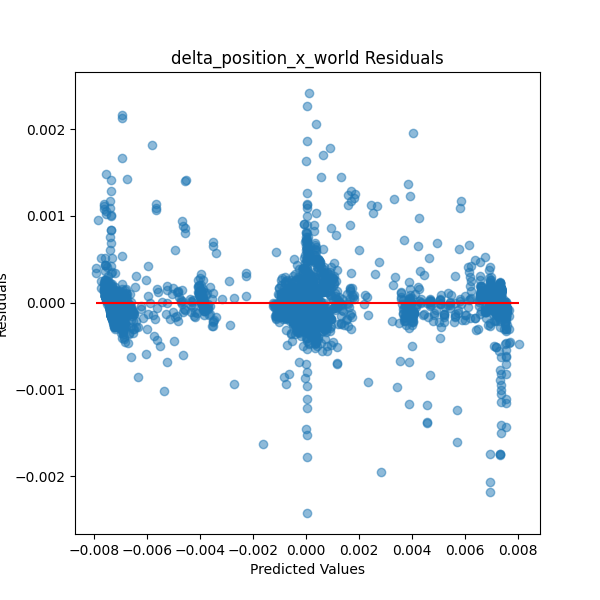 delta_position_x_world Residuals
0.002
0.001
0.000
−0.001
−0.002
Residuals
−0.008 −0.006 −0.004 −0.002 0.000 0.002 0.004 0.006 0.008
Predicted Values